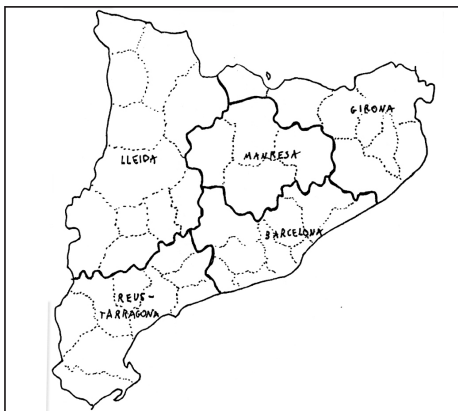 GIRONA
LLEIDA
MANRESA
BARCELONA
REUS-
TARRAGONA